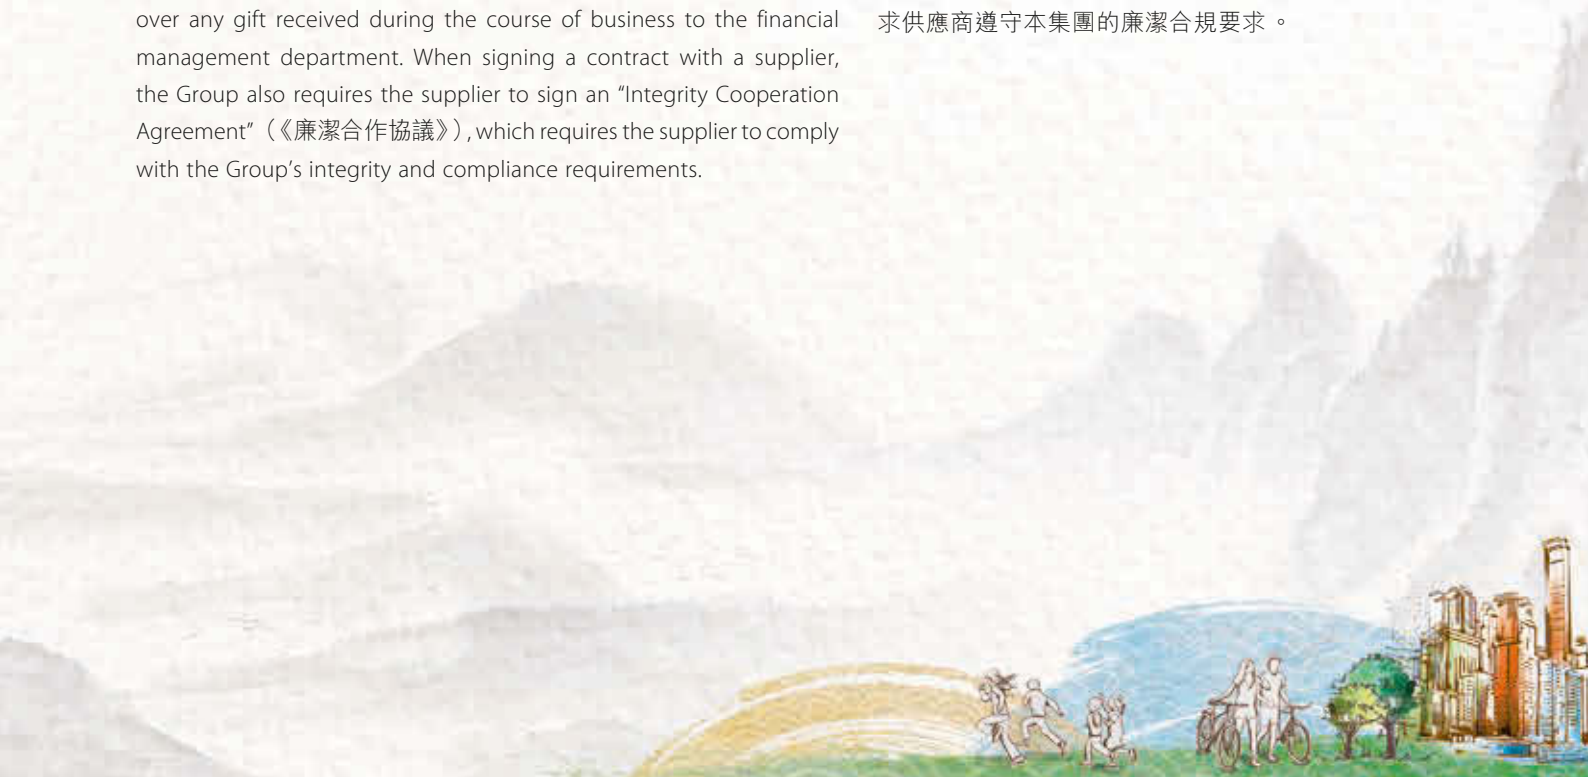 over any gift received during the course of business to the financial
management department. When signing a contract with a supplier,
the Group also requires the supplier to sign an “Integrity Cooperation
Agreement”（《廉潔合作協議》）, which requires the supplier to comply
with the Group’s integrity and compliance requirements.
求供應商遵守本集團的廉潔合規要求。